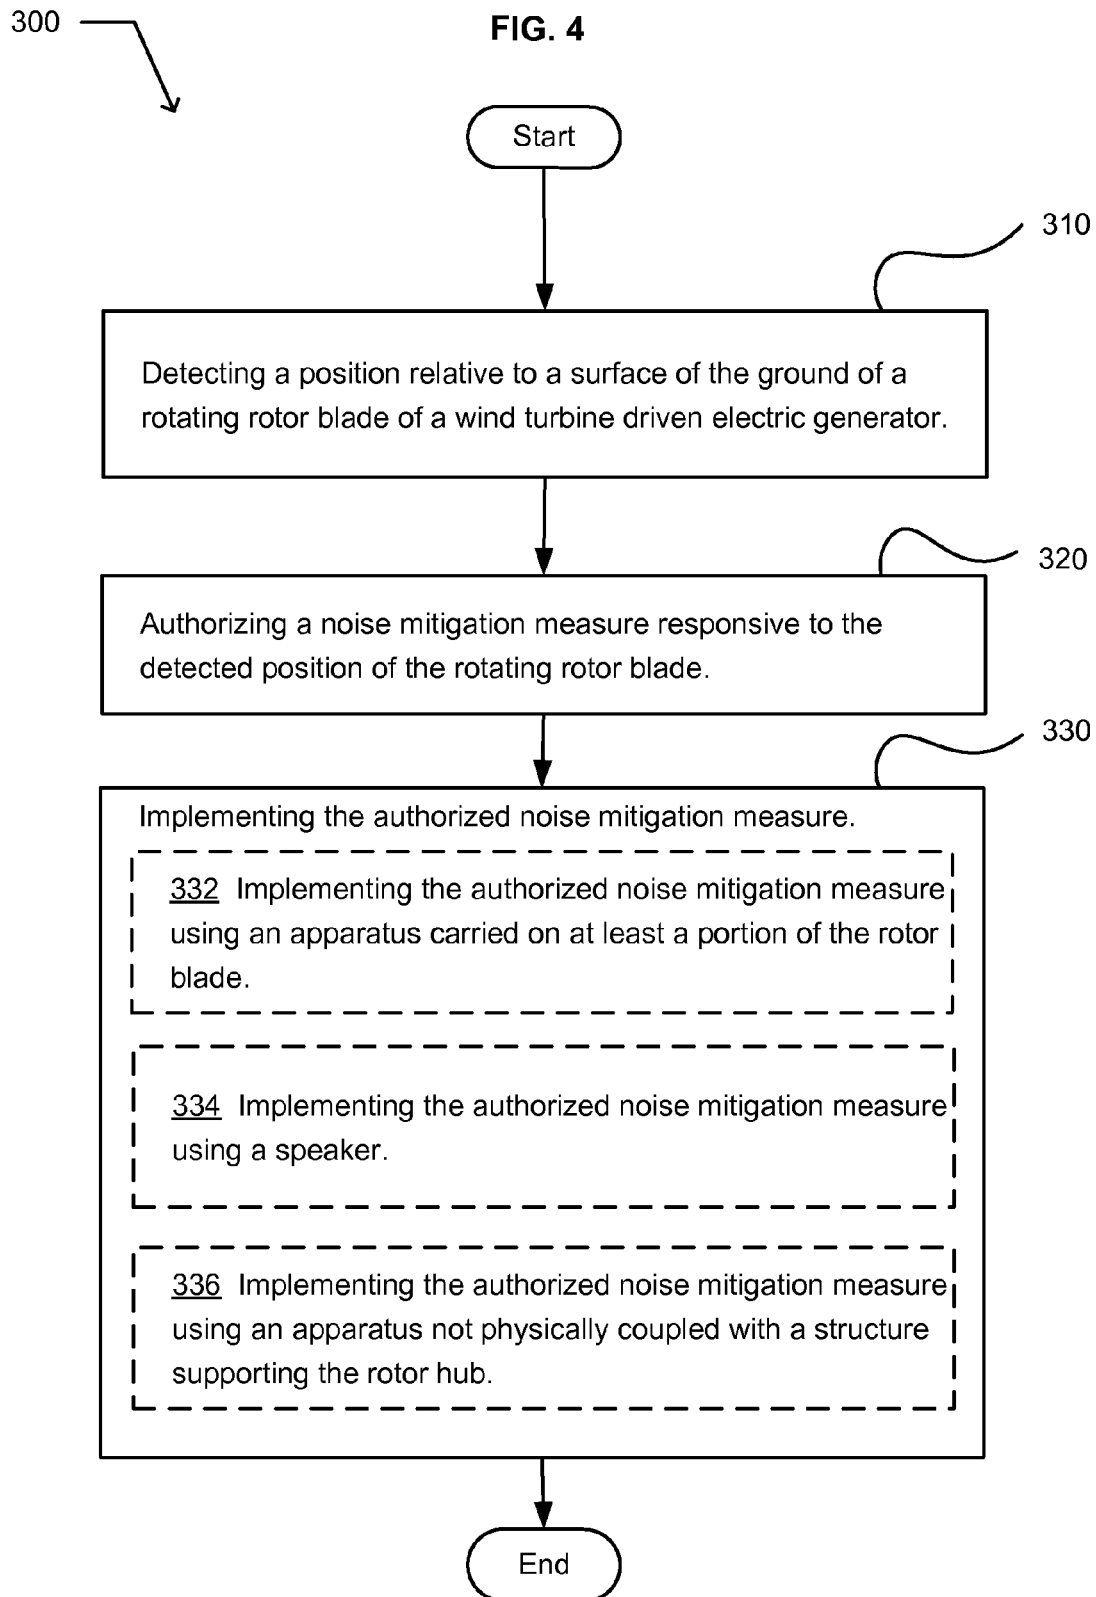 300
FIG. 4
Start
310
Detecting a position relative to a surface of the ground of a
rotating rotor blade of a wind turbine driven electric generator.
320
Authorizing a noise mitigation measure responsive to the
detected position of the rotating rotor blade.
330
Implementing the authorized noise mitigation measure.
332 Implementing the authorized noise mitigation measure
using an apparatus carried on at least a portion of the rotor
blade.
334 Implementing the authorized noise mitigation measure
using a speaker.
336 Implementing the authorized noise mitigation measure
using an apparatus not physically coupled with a structure
supporting the rotor hub.
End